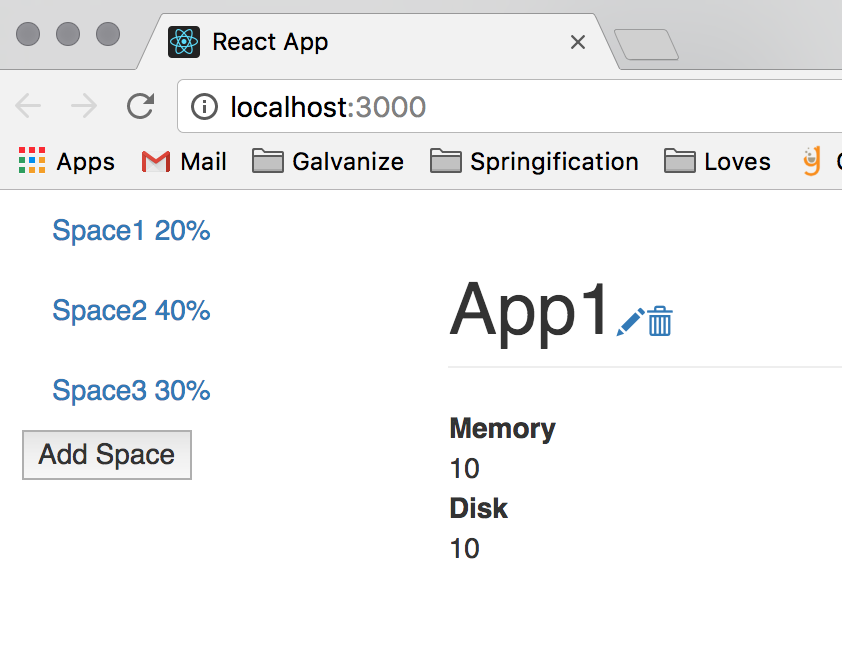 React App
localhost:3000
Apps Mail Galvanize Springification Loves
Space1 20%
Space2 40%
Space3 30%
Add Space
App1
Memory
10
Disk
10